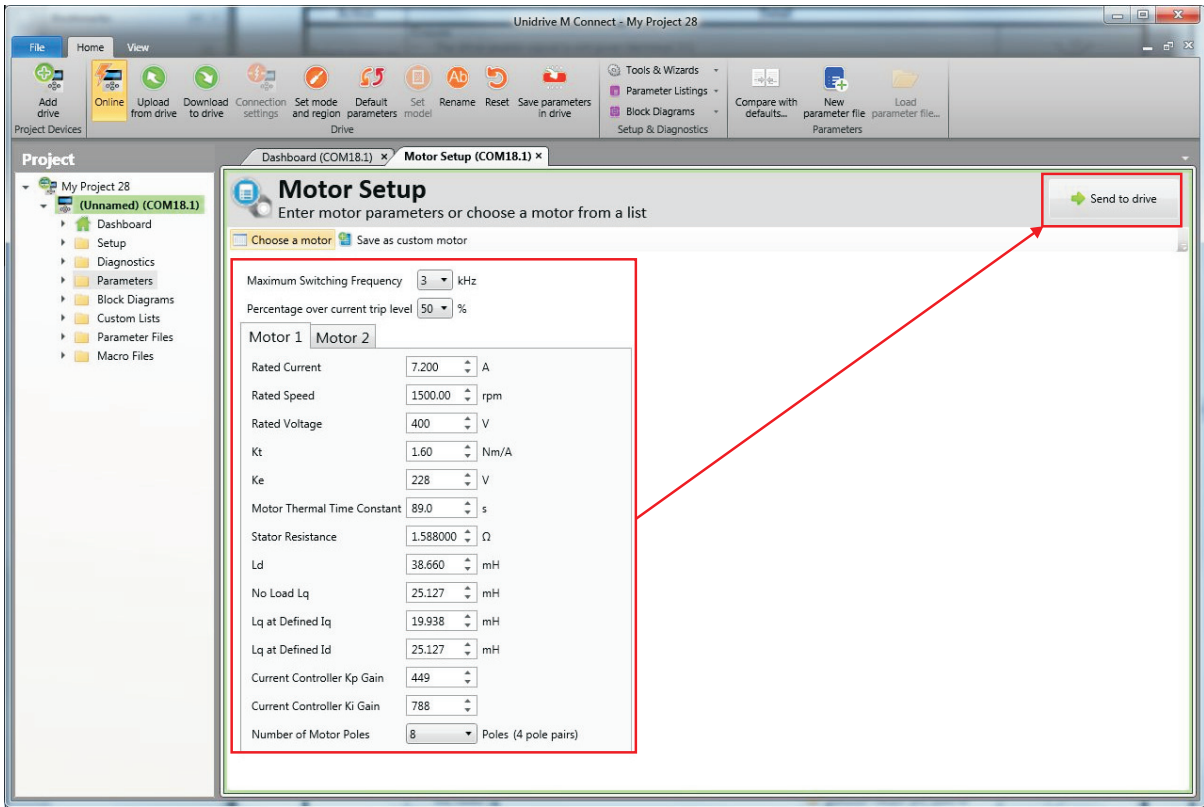 Unidrive M Connect - My Project 28
File Home View
Add drive
Online
Upload from drive
Download to drive
Connection settings
Set mode and region
Default parameters
Set model
Rename
Reset
Save parameters in drive
Tools & Wizards
Parameter Listings
Block Diagrams
Compare with defaults...
New parameter file
Load parameter file...
Project Devices
Drive
Setup & Diagnostics
Parameters
Project
My Project 28
(Unnamed) (COM18.1)
Dashboard
Setup
Diagnostics
Parameters
Block Diagrams
Custom Lists
Parameter Files
Macro Files
Dashboard (COM18.1) × Motor Setup (COM18.1) ×
Motor Setup
Enter motor parameters or choose a motor from a list
Send to drive
Choose a motor Save as custom motor
Maximum Switching Frequency 3 kHz
Percentage over current trip level 50 %
Motor 1 Motor 2
Rated Current 7.200 A
Rated Speed 1500.00 rpm
Rated Voltage 400 V
Kt 1.60 Nm/A
Ke 228 V
Motor Thermal Time Constant 89.0 s
Stator Resistance 1.588000 Ω
Ld 38.660 mH
No Load Lq 25.127 mH
Lq at Defined Iq 19.938 mH
Lq at Defined Id 25.127 mH
Current Controller Kp Gain 449
Current Controller Ki Gain 788
Number of Motor Poles 8 Poles (4 pole pairs)